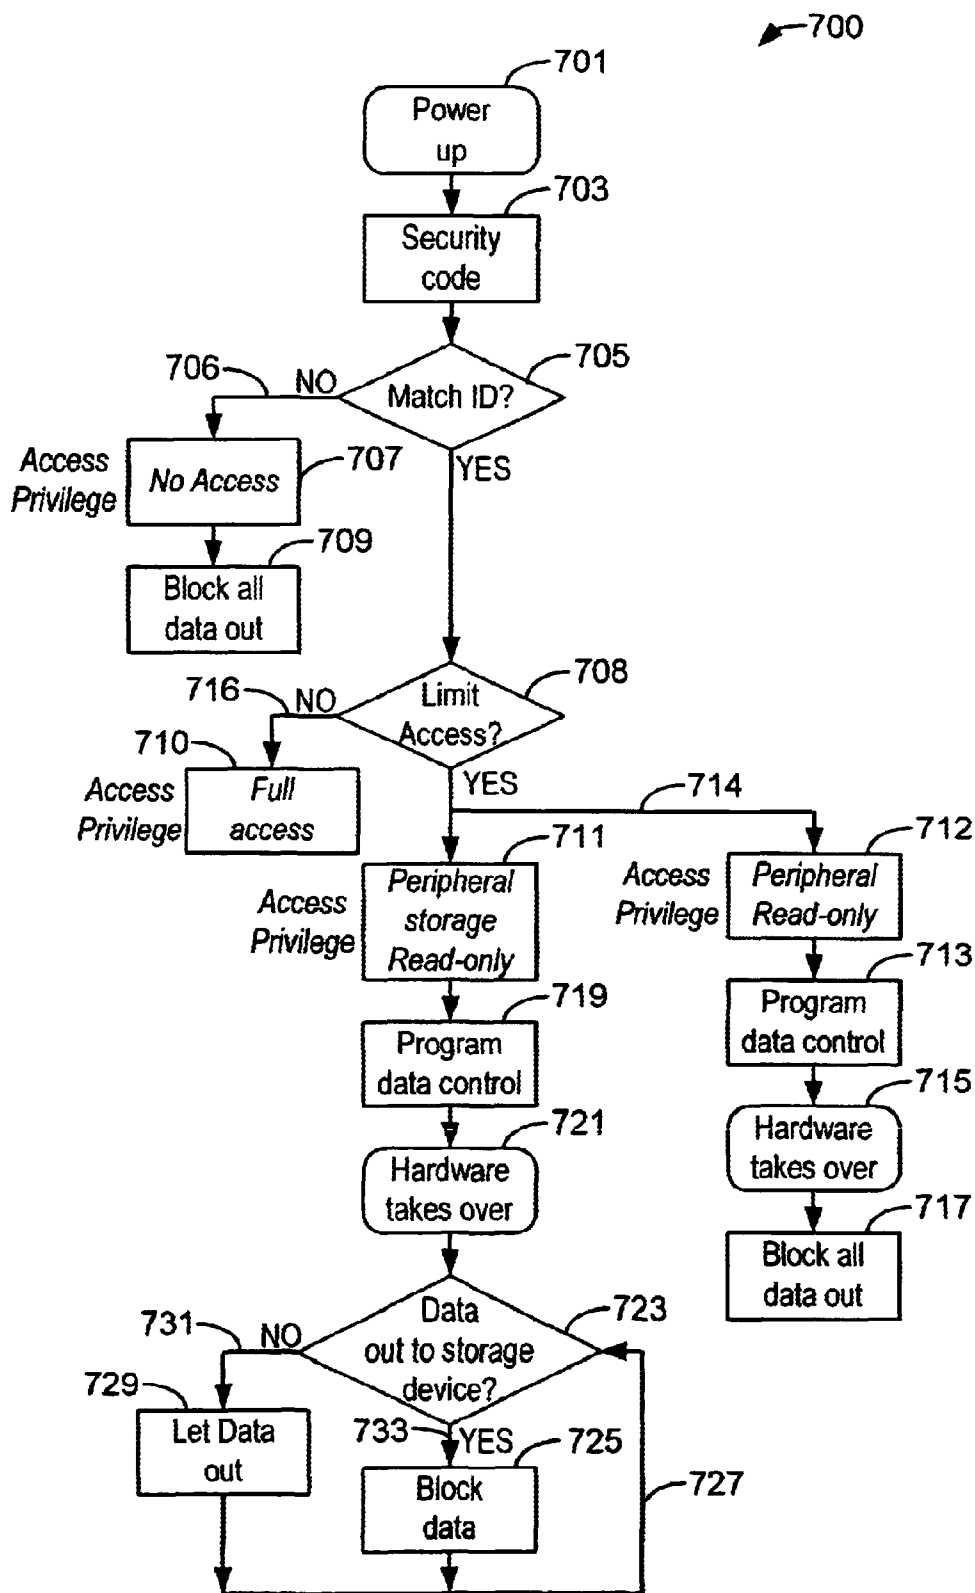 700
701
Power
up
703
Security
code
705
706
NO
Match ID?
YES
Access
Privilege
707
No Access
709
Block all
data out
708
716
NO
Limit
Access?
YES
710
Access
Privilege
Full
access
714
711
Access
Privilege
Peripheral
storage
Read-only
712
Access
Privilege
Peripheral
Read-only
719
Program
data control
713
Program
data control
721
Hardware
takes over
715
Hardware
takes over
717
Block all
data out
723
731
NO
Data
out to storage
device?
733
YES
729
Let Data
out
725
Block
data
727